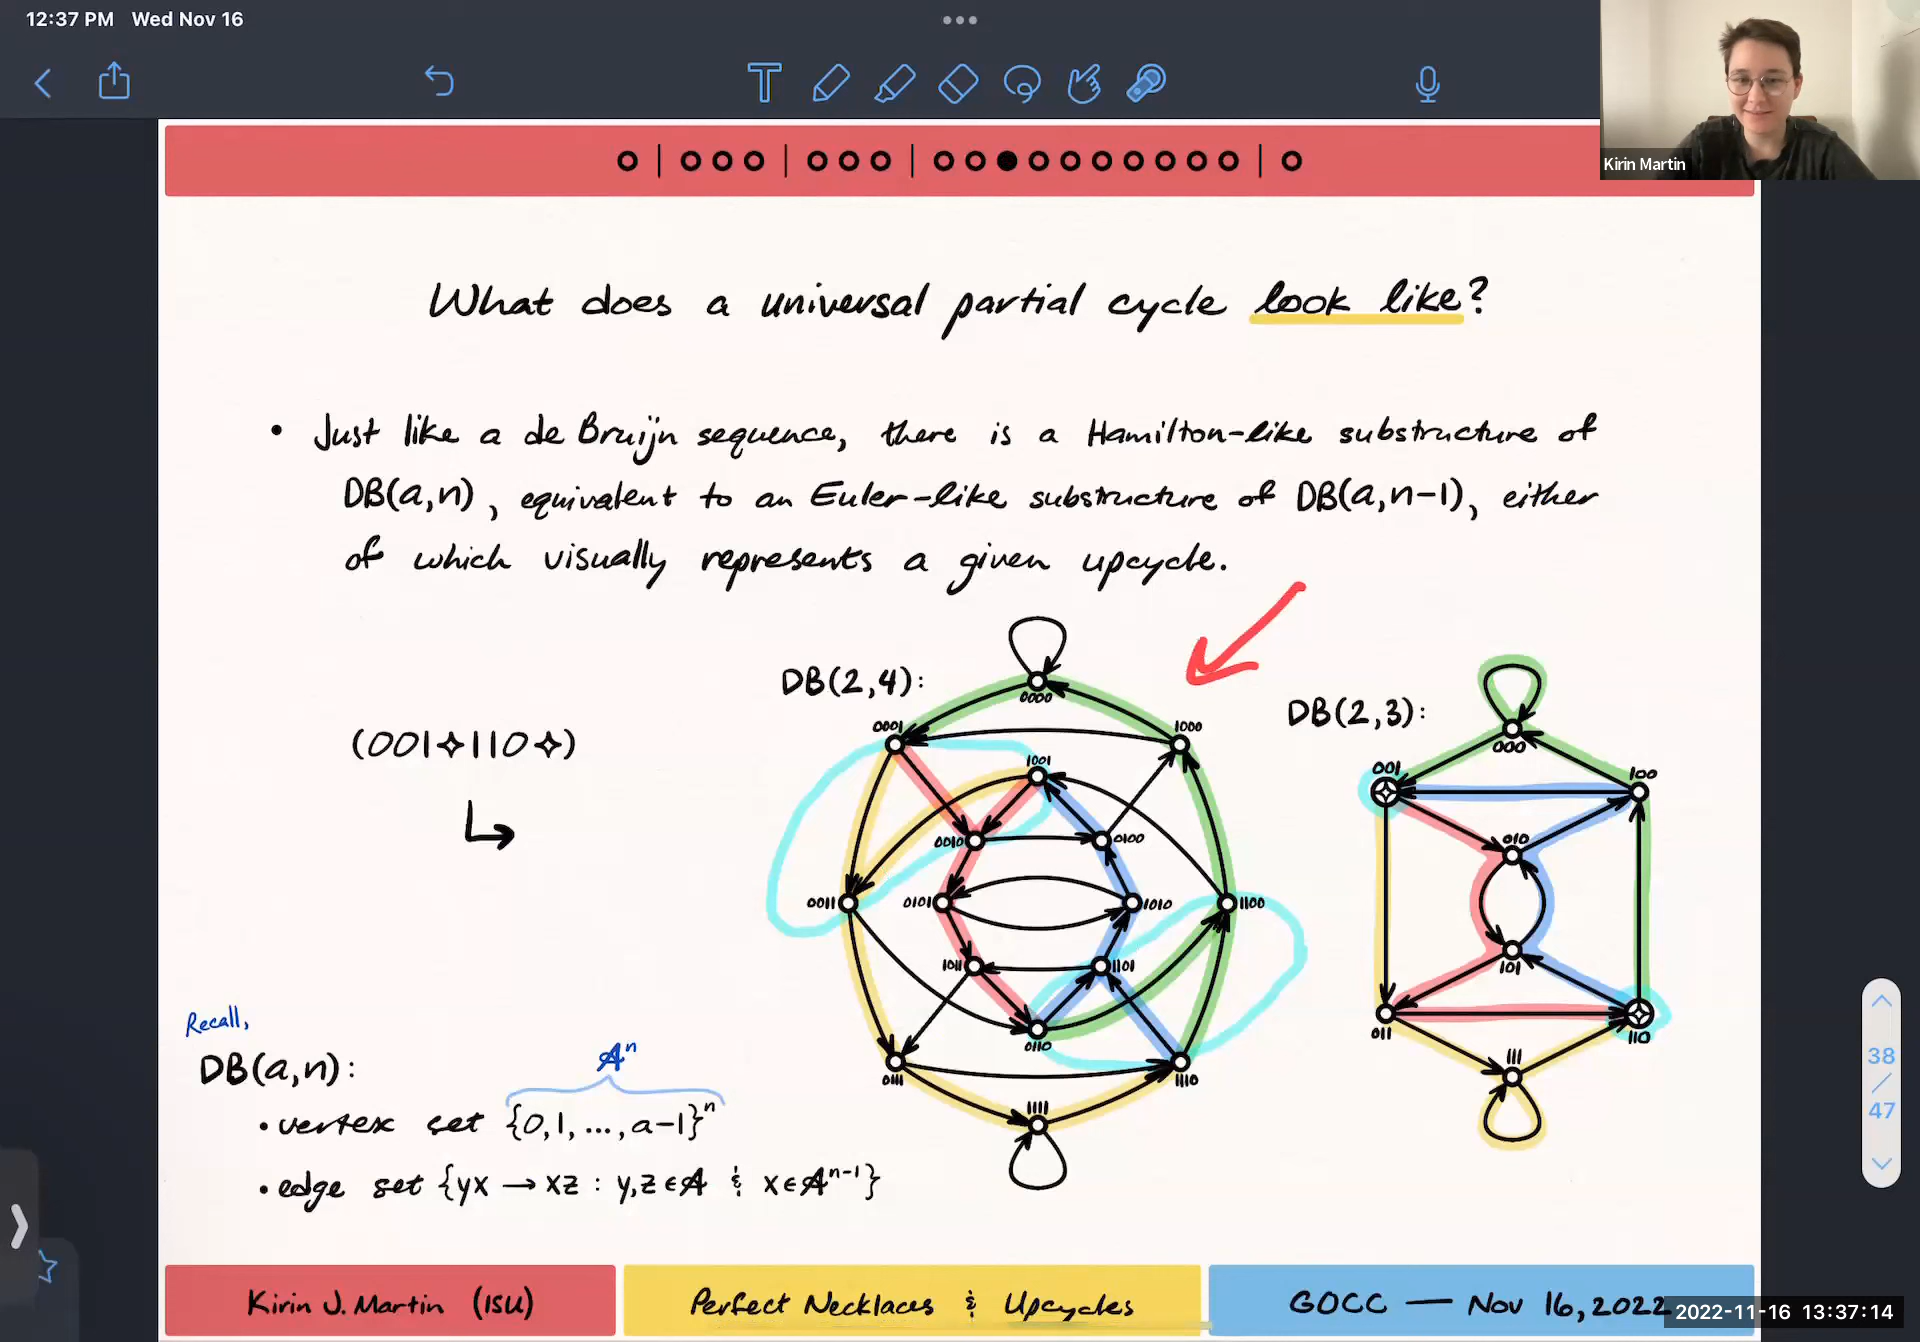 12:37 PM Wed Nov 16
Kirin Martin
What does a universal partial cycle look like?
• Just like a de Bruijn sequence, there is a Hamilton-like substructure of
DB(a,n), equivalent to an Euler-like substructure of DB(a,n-1), either
of which visually represents a given upcycle.
(001✧110✧)
DB(2,4):
0000
0001
1000
1001
0010
0100
0011
0101
1010
1100
1011
1101
0110
0111
1110
1111
DB(2,3):
000
001
100
010
101
011
110
111
Recall,
DB(a,n):
𝒜ⁿ
• vertex set {0,1,...,a-1}ⁿ
• edge set {yx → xz : y,z ∈ 𝒜 & x ∈ 𝒜ⁿ⁻¹}
38
/
47
Kirin J. Martin (ISU)
Perfect Necklaces & Upcycles
GOCC — Nov 16, 2022
2022-11-16 13:37:14